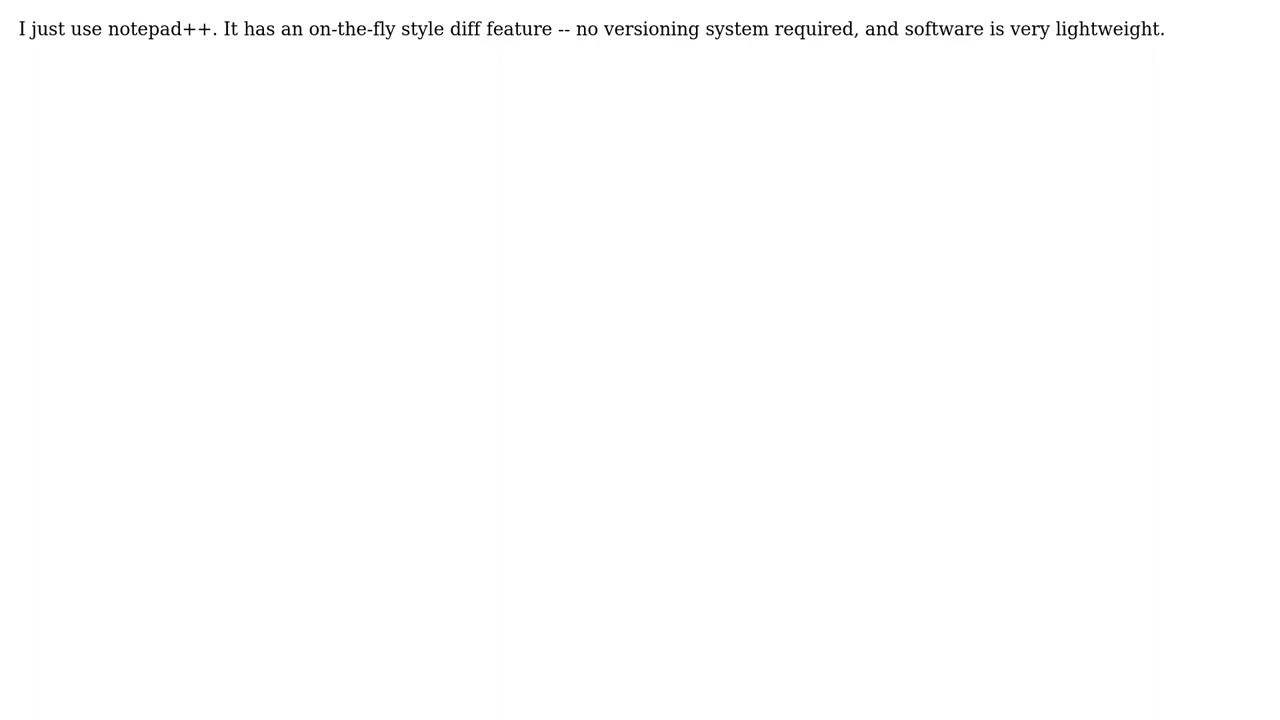 I just use notepad++. It has an on-the-fly style diff feature -- no versioning system required, and software is very lightweight.